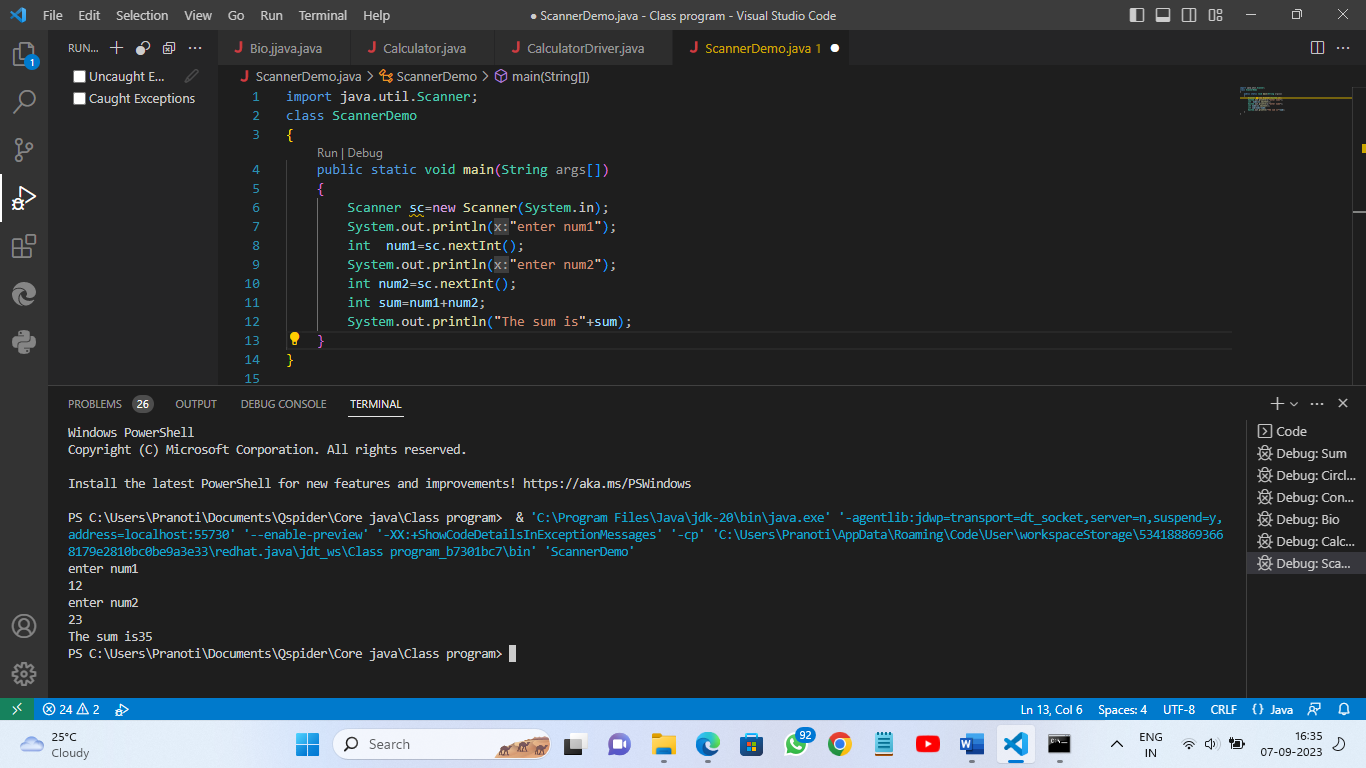 File Edit Selection View Go Run Terminal Help
● ScannerDemo.java - Class program - Visual Studio Code
1
RUN...
Uncaught E...
Caught Exceptions
J Bio.jjava.java
J Calculator.java
J CalculatorDriver.java
J ScannerDemo.java 1 ●
J ScannerDemo.java > ScannerDemo > main(String[])
1 import java.util.Scanner;
2 class ScannerDemo
3 {
Run | Debug
4 public static void main(String args[])
5 {
6 Scanner sc=new Scanner(System.in);
7 System.out.println(x:"enter num1");
8 int  num1=sc.nextInt();
9 System.out.println(x:"enter num2");
10 int num2=sc.nextInt();
11 int sum=num1+num2;
12 System.out.println("The sum is"+sum);
13 }
14 }
15
PROBLEMS 26 OUTPUT DEBUG CONSOLE TERMINAL
Windows PowerShell
Copyright (C) Microsoft Corporation. All rights reserved.
Install the latest PowerShell for new features and improvements! https://aka.ms/PSWindows
PS C:\Users\Pranoti\Documents\Qspider\Core java\Class program>  & 'C:\Program Files\Java\jdk-20\bin\java.exe' '-agentlib:jdwp=transport=dt_socket,server=n,suspend=y,
address=localhost:55730' '--enable-preview' '-XX:+ShowCodeDetailsInExceptionMessages' '-cp' 'C:\Users\Pranoti\AppData\Roaming\Code\User\workspaceStorage\534188869366
8179e2810bc0be9a3e33\redhat.java\jdt_ws\Class program_b7301bc7\bin' 'ScannerDemo'
enter num1
12
enter num2
23
The sum is35
PS C:\Users\Pranoti\Documents\Qspider\Core java\Class program>
Code
Debug: Sum
Debug: Circl...
Debug: Con...
Debug: Bio
Debug: Calc...
Debug: Sca...
24 2
Ln 13, Col 6 Spaces: 4 UTF-8 CRLF {} Java
25°C
Cloudy
Search
92
ENG
IN
16:35
07-09-2023